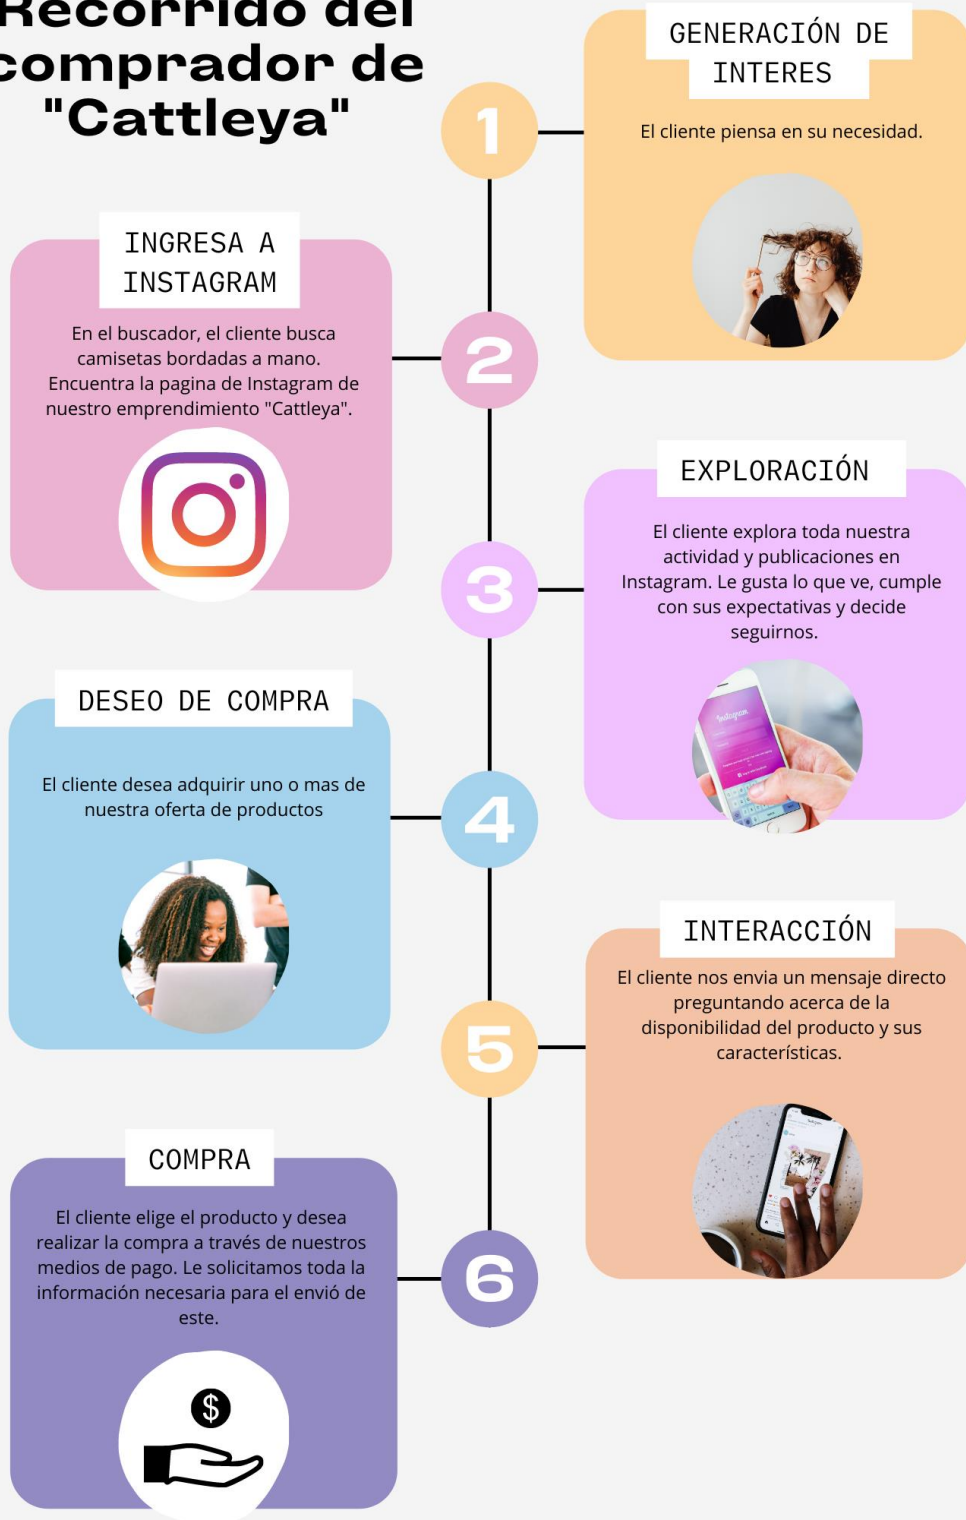 Recorrido del
comprador de
"Cattleya"
1
GENERACIÓN DE
INTERES
El cliente piensa en su necesidad.
INGRESA A
INSTAGRAM
En el buscador, el cliente busca
camisetas bordadas a mano.
Encuentra la pagina de Instagram de
nuestro emprendimiento "Cattleya".
2
EXPLORACIÓN
El cliente explora toda nuestra
actividad y publicaciones en
Instagram. Le gusta lo que ve, cumple
con sus expectativas y decide
seguirnos.
Instagram
3
DESEO DE COMPRA
El cliente desea adquirir uno o mas de
nuestra oferta de productos
4
INTERACCIÓN
El cliente nos envia un mensaje directo
preguntando acerca de la
disponibilidad del producto y sus
características.
5
COMPRA
El cliente elige el producto y desea
realizar la compra a través de nuestros
medios de pago. Le solicitamos toda la
información necesaria para el envió de
este.
$
6